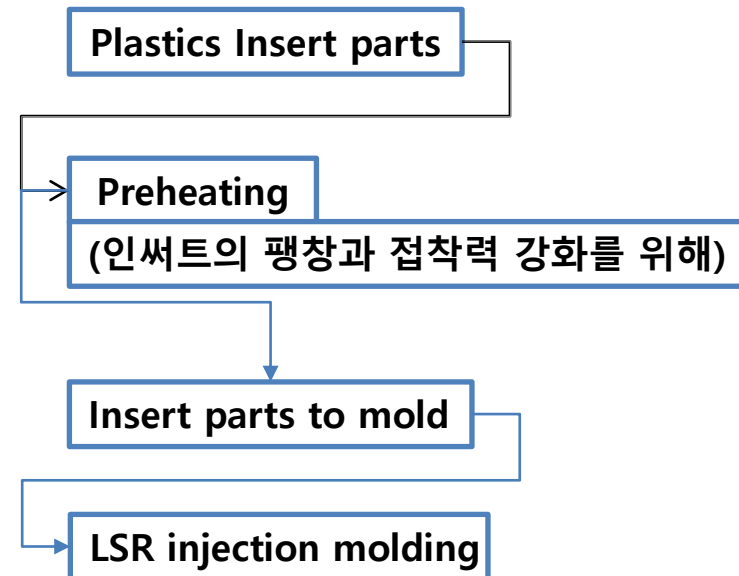 Plastics Insert parts
Preheating
(인써트의 팽창과 접착력 강화를 위해)
Insert parts to mold
LSR injection molding